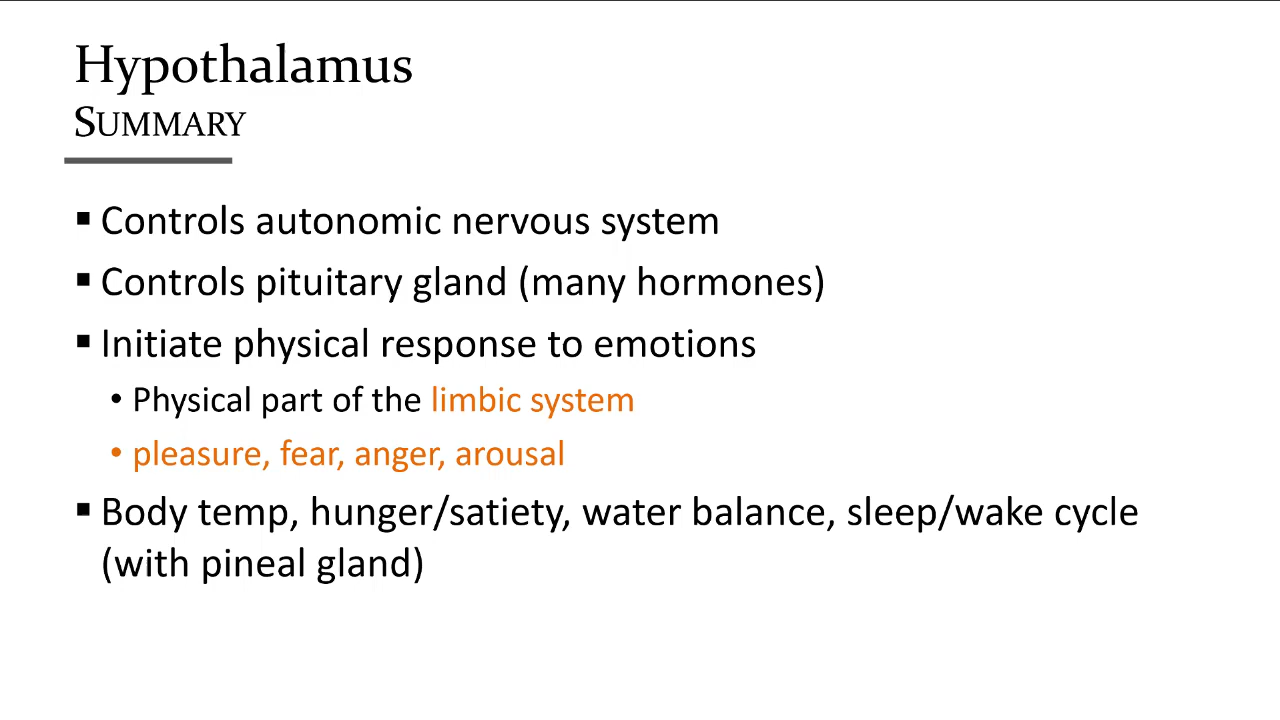 Hypothalamus
SUMMARY
▪ Controls autonomic nervous system
▪ Controls pituitary gland (many hormones)
▪ Initiate physical response to emotions
• Physical part of the limbic system
• pleasure, fear, anger, arousal
▪ Body temp, hunger/satiety, water balance, sleep/wake cycle
(with pineal gland)